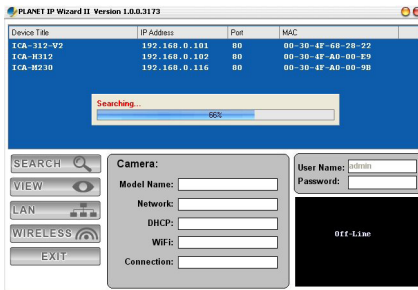 PLANET IP Wizard II Version 1.0.0.3173
Device Title IP Address Port MAC
ICA-312-V2 192.168.0.101 80 00-30-4F-68-28-22
ICA-H312 192.168.0.102 80 00-30-4F-A0-00-E9
ICA-M230 192.168.0.116 80 00-30-4F-A0-00-9B
Searching...
66%
SEARCH
VIEW
LAN
WIRELESS
EXIT
Camera:
Model Name:
Network:
DHCP:
WiFi:
Connection:
User Name: admin
Password:
Off-Line